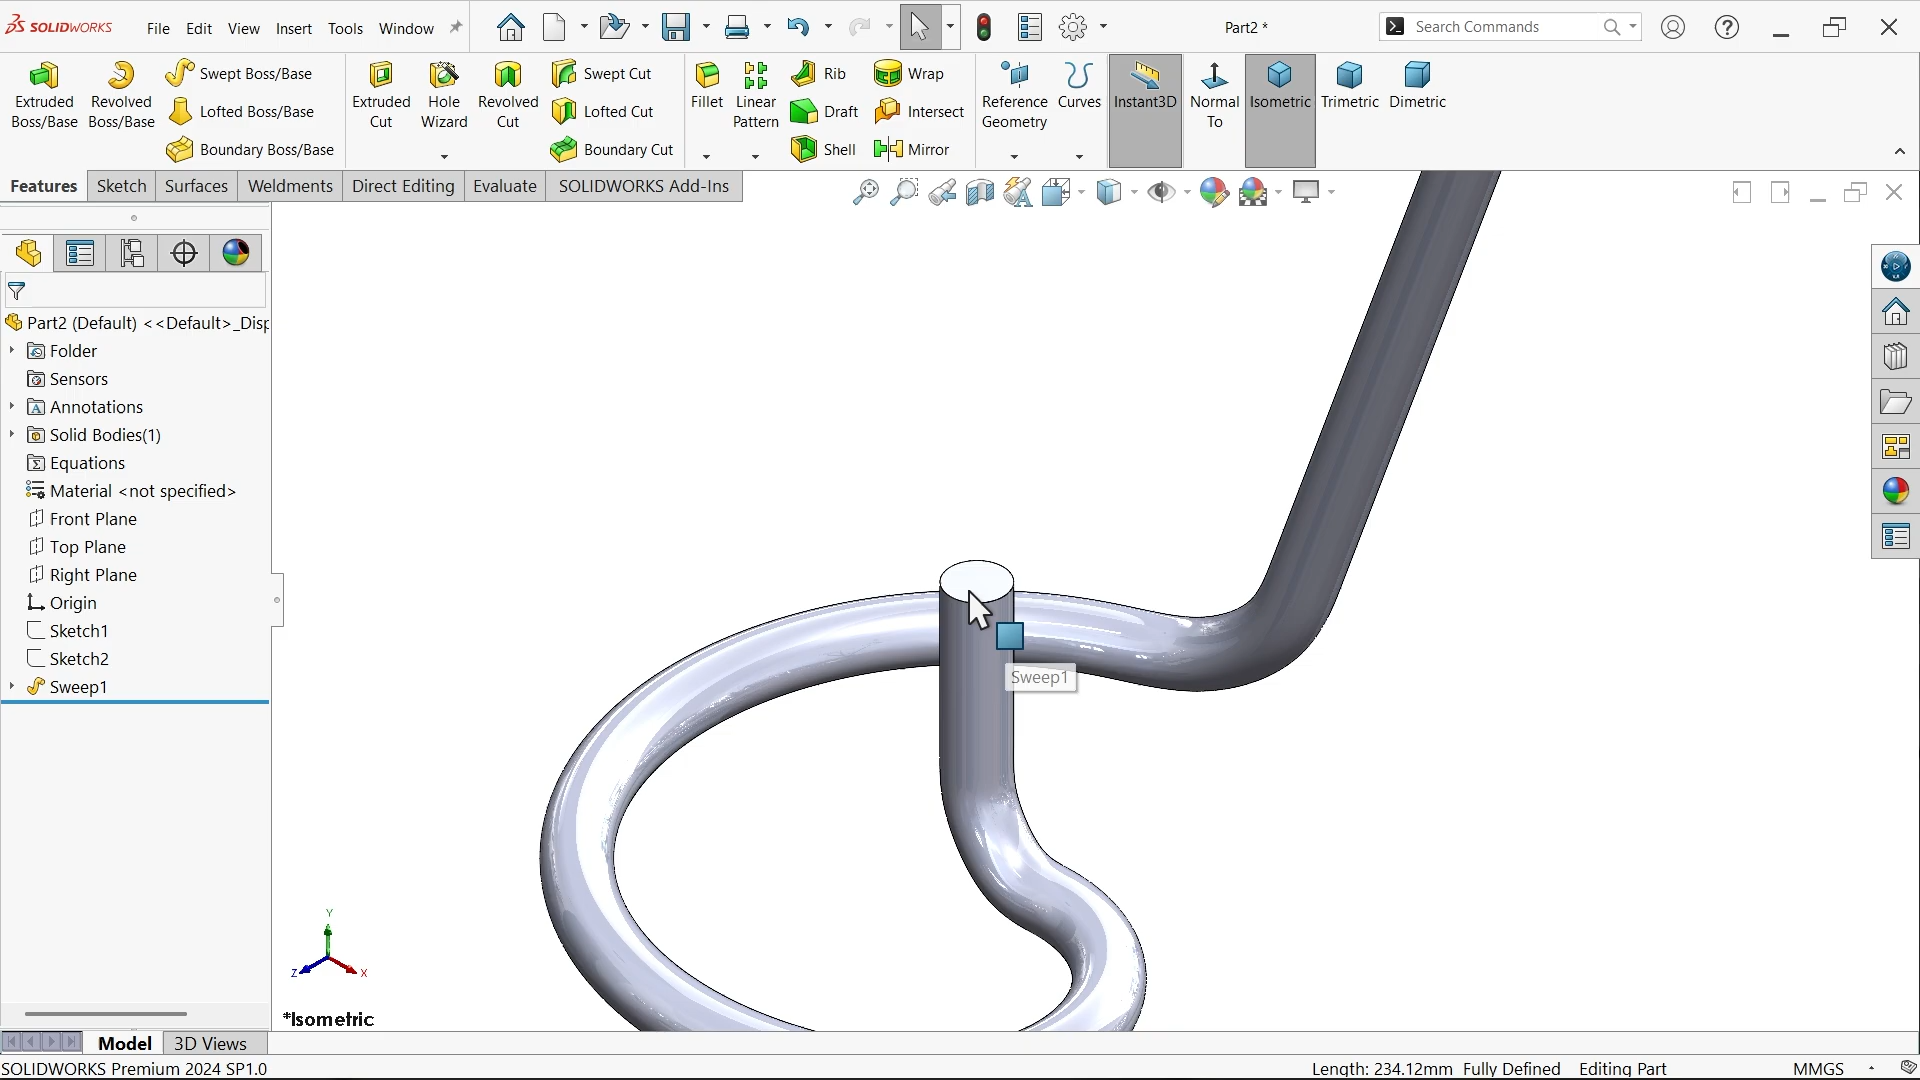 SOLIDWORKS
File Edit View Insert Tools Window
Part2 *
Search Commands
Extruded Boss/Base
Revolved Boss/Base
Swept Boss/Base
Lofted Boss/Base
Boundary Boss/Base
Extruded Cut
Hole Wizard
Revolved Cut
Swept Cut
Lofted Cut
Boundary Cut
Fillet
Linear Pattern
Rib
Draft
Shell
Wrap
Intersect
Mirror
Reference Geometry
Curves
Instant3D
Normal To
Isometric
Trimetric
Dimetric
Features Sketch Surfaces Weldments Direct Editing Evaluate SOLIDWORKS Add-Ins
Part2 (Default) <<Default>_Disp
Folder
Sensors
Annotations
Solid Bodies(1)
Equations
Material <not specified>
Front Plane
Top Plane
Right Plane
Origin
Sketch1
Sketch2
Sweep1
Sweep1
Y
Z
X
*Isometric
Model 3D Views
SOLIDWORKS Premium 2024 SP1.0
Length: 234.12mm Fully Defined Editing Part MMGS